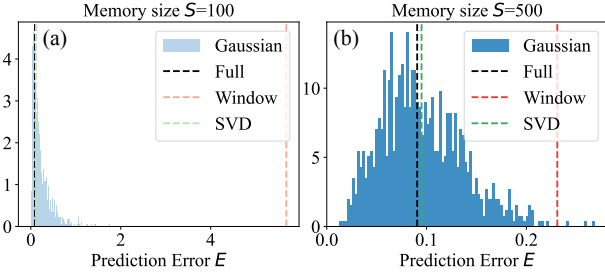 Memory size S=100
(a)
Gaussian
Full
Window
SVD
4
3
2
1
0
0 2 4
Prediction Error E
Memory size S=500
(b)
Gaussian
Full
Window
SVD
10
5
0
0.0 0.1 0.2
Prediction Error E